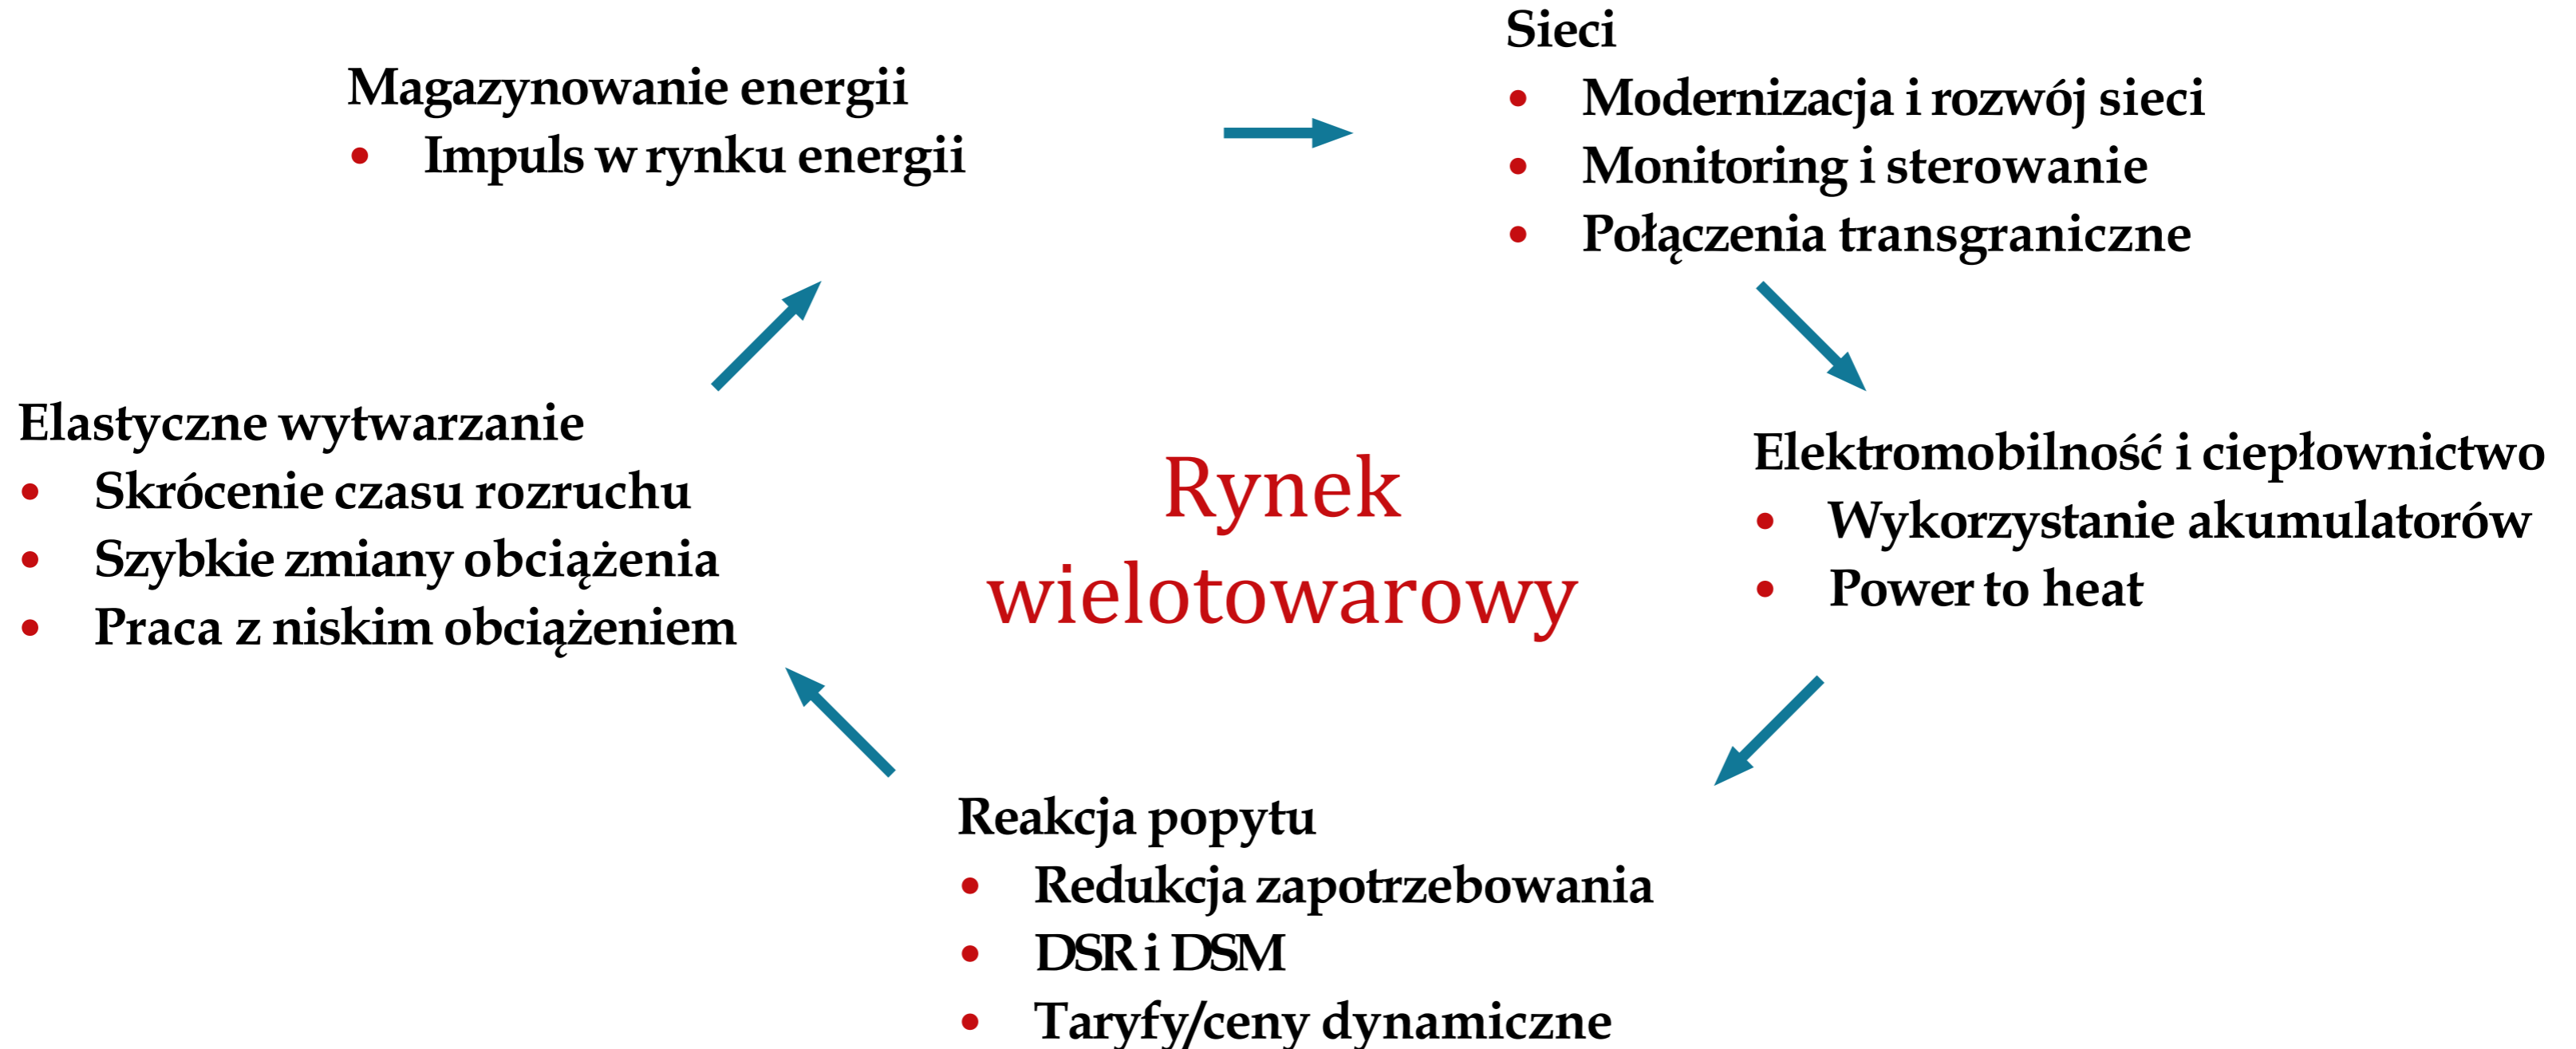 Magazynowanie energii
• Impuls w rynku energii
Sieci
• Modernizacja i rozwój sieci
• Monitoring i sterowanie
• Połączenia transgraniczne
Elastyczne wytwarzanie
• Skrócenie czasu rozruchu
• Szybkie zmiany obciążenia
• Praca z niskim obciążeniem
Rynek
wielotowarowy
Elektromobilność i ciepłownictwo
• Wykorzystanie akumulatorów
• Power to heat
Reakcja popytu
• Redukcja zapotrzebowania
• DSR i DSM
• Taryfy/ceny dynamiczne